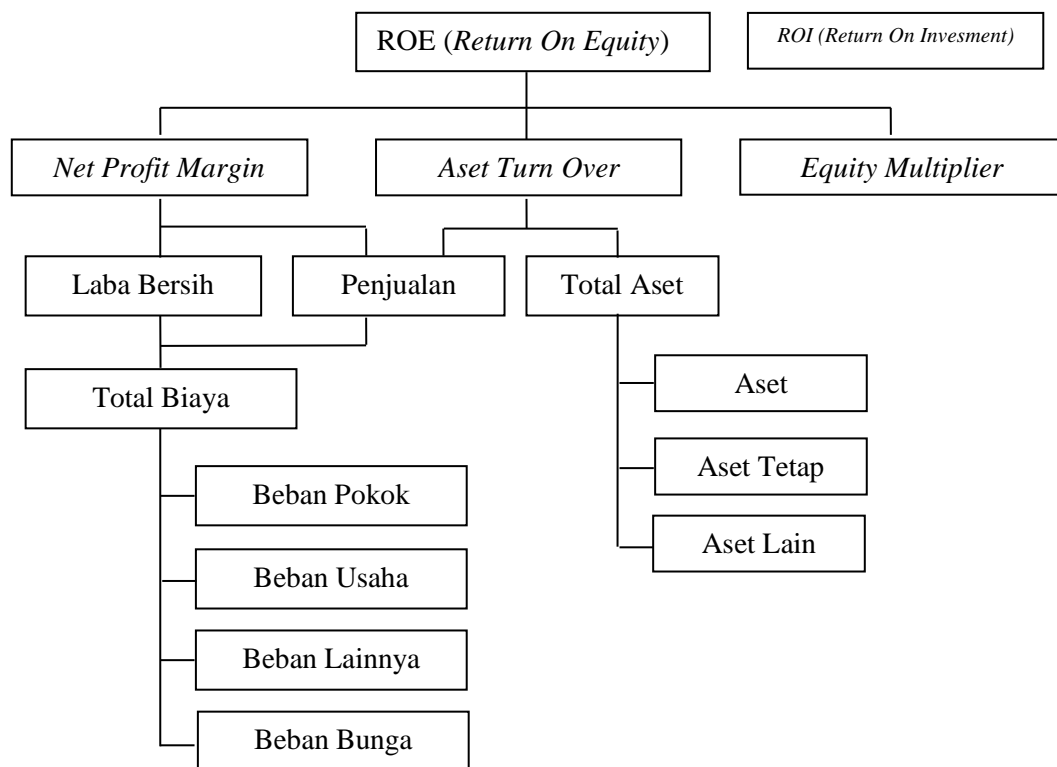 ROE (Return On Equity)
ROI (Return On Invesment)
Net Profit Margin
Aset Turn Over
Equity Multiplier
Laba Bersih
Penjualan
Total Aset
Total Biaya
Aset
Aset Tetap
Aset Lain
Beban Pokok
Beban Usaha
Beban Lainnya
Beban Bunga